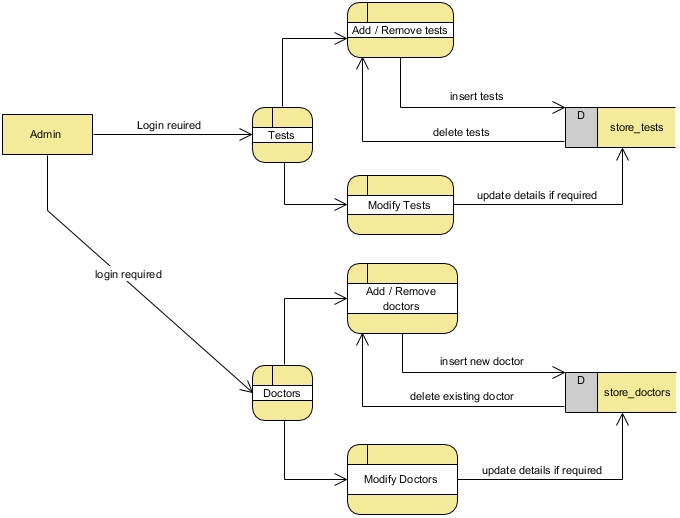 Add / Remove tests
insert tests
D
store_tests
Admin
Login reuired
Tests
delete tests
Modify Tests
update details if required
login required
Add / Remove
doctors
insert new doctor
D
store_doctors
Doctors
delete existing doctor
Modify Doctors
update details if required